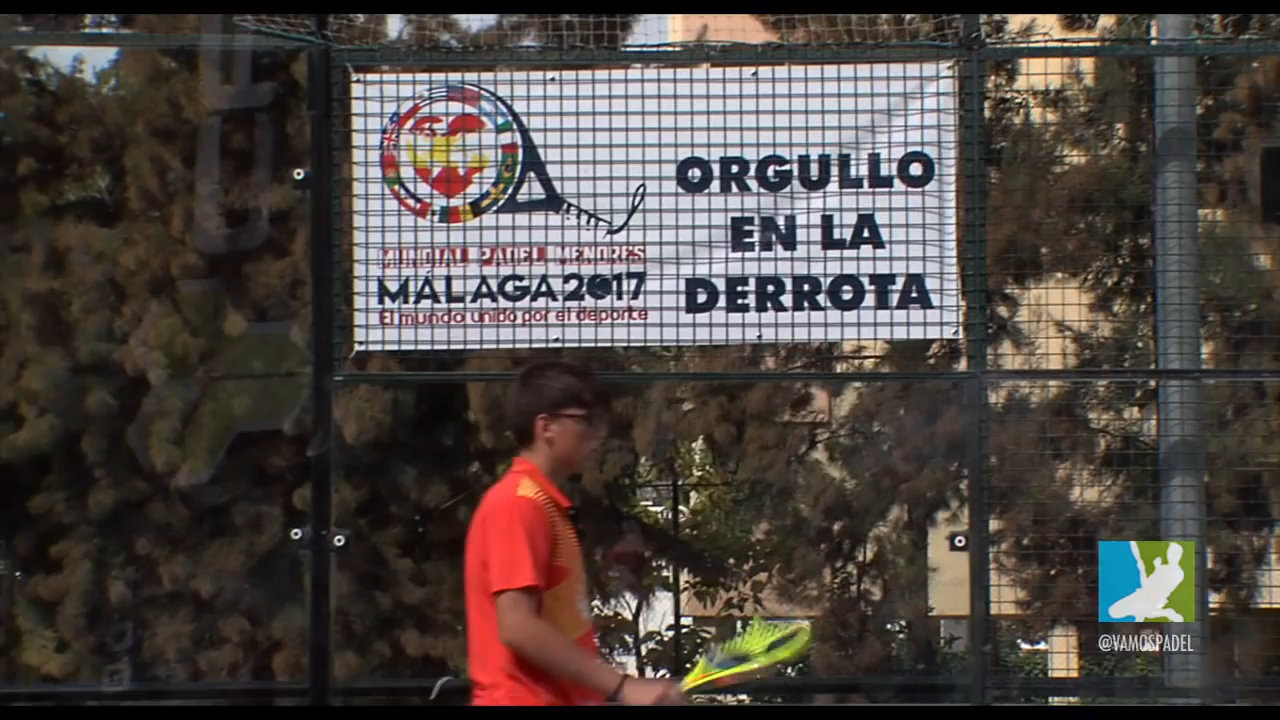 MUNDIAL PADEL MENORES
MÁLAGA 2017
El mundo unido por el deporte
ORGULLO
EN LA
DERROTA
@VAMOSPADEL